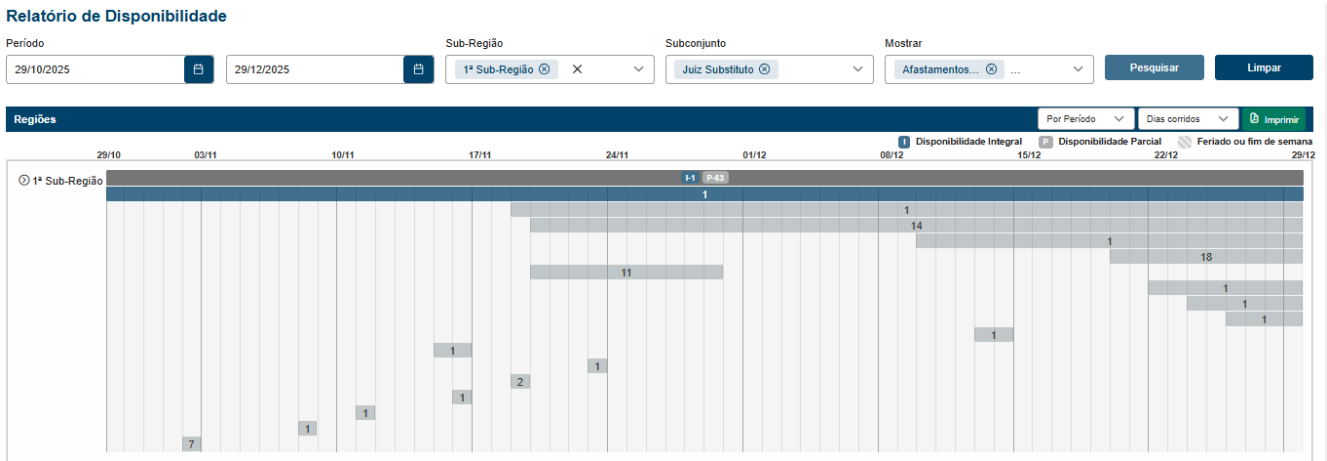 Relatório de Disponibilidade
Período Sub-Região Subconjunto Mostrar
29/10/2025 29/12/2025 1ª Sub-Região Juiz Substituto Afastamentos... ... Pesquisar Limpar
Regiões Por Período Dias corridos Imprimir
I Disponibilidade Integral P Disponibilidade Parcial Feriado ou fim de semana
29/10 03/11 10/11 17/11 24/11 01/12 08/12 15/12 22/12 29/12
1ª Sub-Região I-1 P-63
1
1
14
1
18
11
1
1
1
1
1
1
2
1
1
1
7